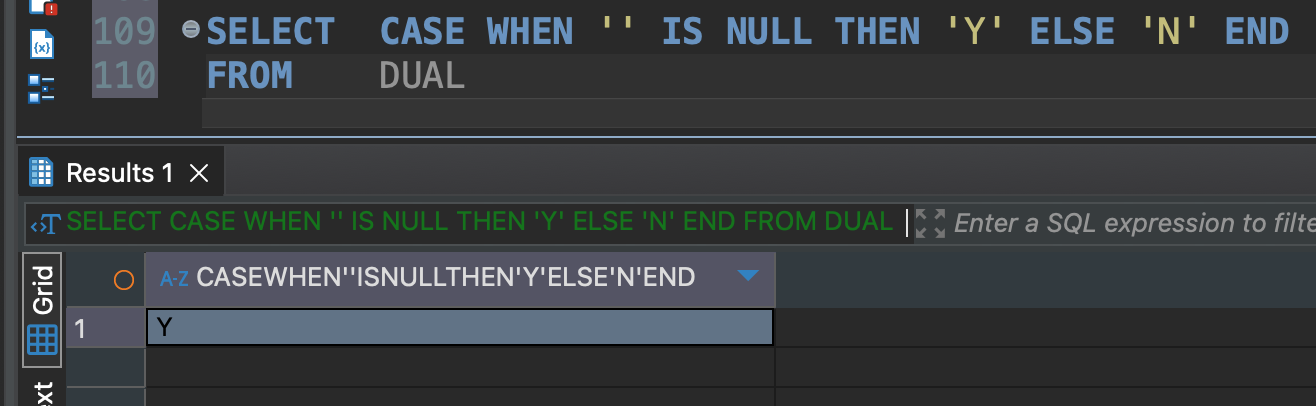 109 SELECT CASE WHEN '' IS NULL THEN 'Y' ELSE 'N' END
110 FROM DUAL
Results 1
SELECT CASE WHEN '' IS NULL THEN 'Y' ELSE 'N' END FROM DUAL
Enter a SQL expression to filte
Grid
A-Z CASEWHEN''ISNULLTHEN'Y'ELSE'N'END
1 Y
ext